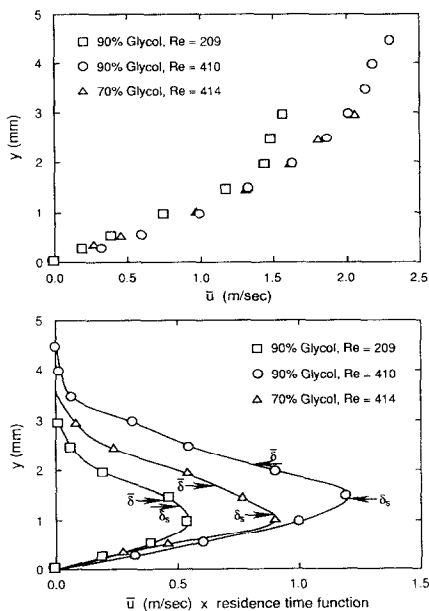 5
4
3
2
1
0
y (mm)
□ 90% Glycol, Re = 209
○ 90% Glycol, Re = 410
△ 70% Glycol, Re = 414
0.0 0.5 1.0 1.5 2.0 2.5
ū (m/sec)
5
4
3
2
1
0
y (mm)
□ 90% Glycol, Re = 209
○ 90% Glycol, Re = 410
△ 70% Glycol, Re = 414
δ̄
δ̄ δ̄
δₛ
δₛ δₛ
0.0 0.5 1.0 1.5
ū (m/sec) x residence time function